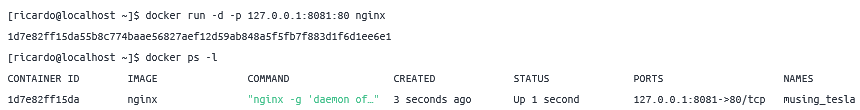 [ricardo@localhost ~]$ docker run -d -p 127.0.0.1:8081:80 nginx
1d7e82ff15da55b8c774baae56827aef12d59ab848a5f5fb7f883d1f6d1ee6e1
[ricardo@localhost ~]$ docker ps -l
CONTAINER ID IMAGE COMMAND CREATED STATUS PORTS NAMES
1d7e82ff15da nginx "nginx -g 'daemon of…" 3 seconds ago Up 1 second 127.0.0.1:8081->80/tcp musing_tesla